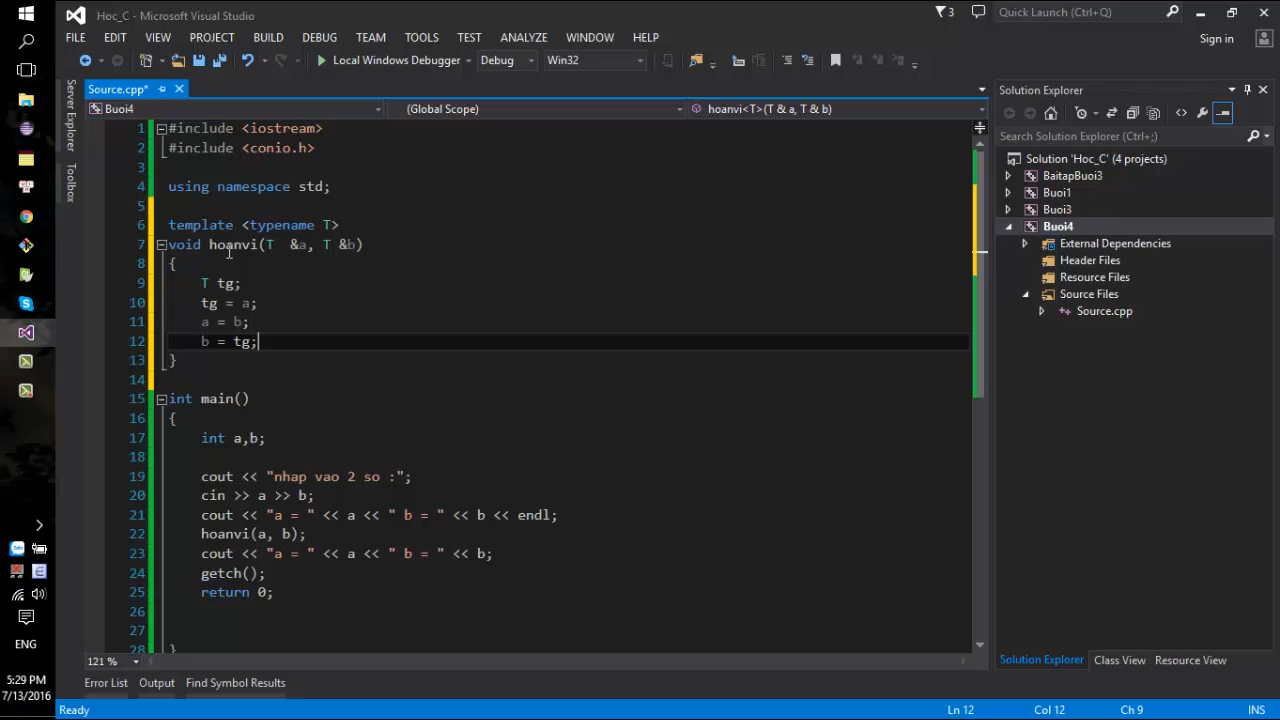 Hoc_C - Microsoft Visual Studio
3
Quick Launch (Ctrl+Q)
FILE EDIT VIEW PROJECT BUILD DEBUG TEAM TOOLS TEST ANALYZE WINDOW HELP
Sign in
Local Windows Debugger Debug Win32
Server Explorer
Toolbox
Source.cpp*
Buoi4 (Global Scope) hoanvi<T>(T & a, T & b)
1 #include <iostream>
2 #include <conio.h>
3
4 using namespace std;
5
6 template <typename T>
7 void hoanvi(T  &a, T &b)
8 {
9 T tg;
10 tg = a;
11 a = b;
12 b = tg;
13 }
14
15 int main()
16 {
17 int a,b;
18
19 cout << "nhap vao 2 so :";
20 cin >> a >> b;
21 cout << "a = " << a << " b = " << b << endl;
22 hoanvi(a, b);
23 cout << "a = " << a << " b = " << b;
24 getch();
25 return 0;
26
27
28 }
121 %
Solution Explorer
Search Solution Explorer (Ctrl+;)
Solution 'Hoc_C' (4 projects)
BaitapBuoi3
Buoi1
Buoi3
Buoi4
External Dependencies
Header Files
Resource Files
Source Files
Source.cpp
Solution Explorer Class View Resource View
Error List Output Find Symbol Results
Ready Ln 12 Col 12 Ch 9 INS
ENG
5:29 PM
7/13/2016